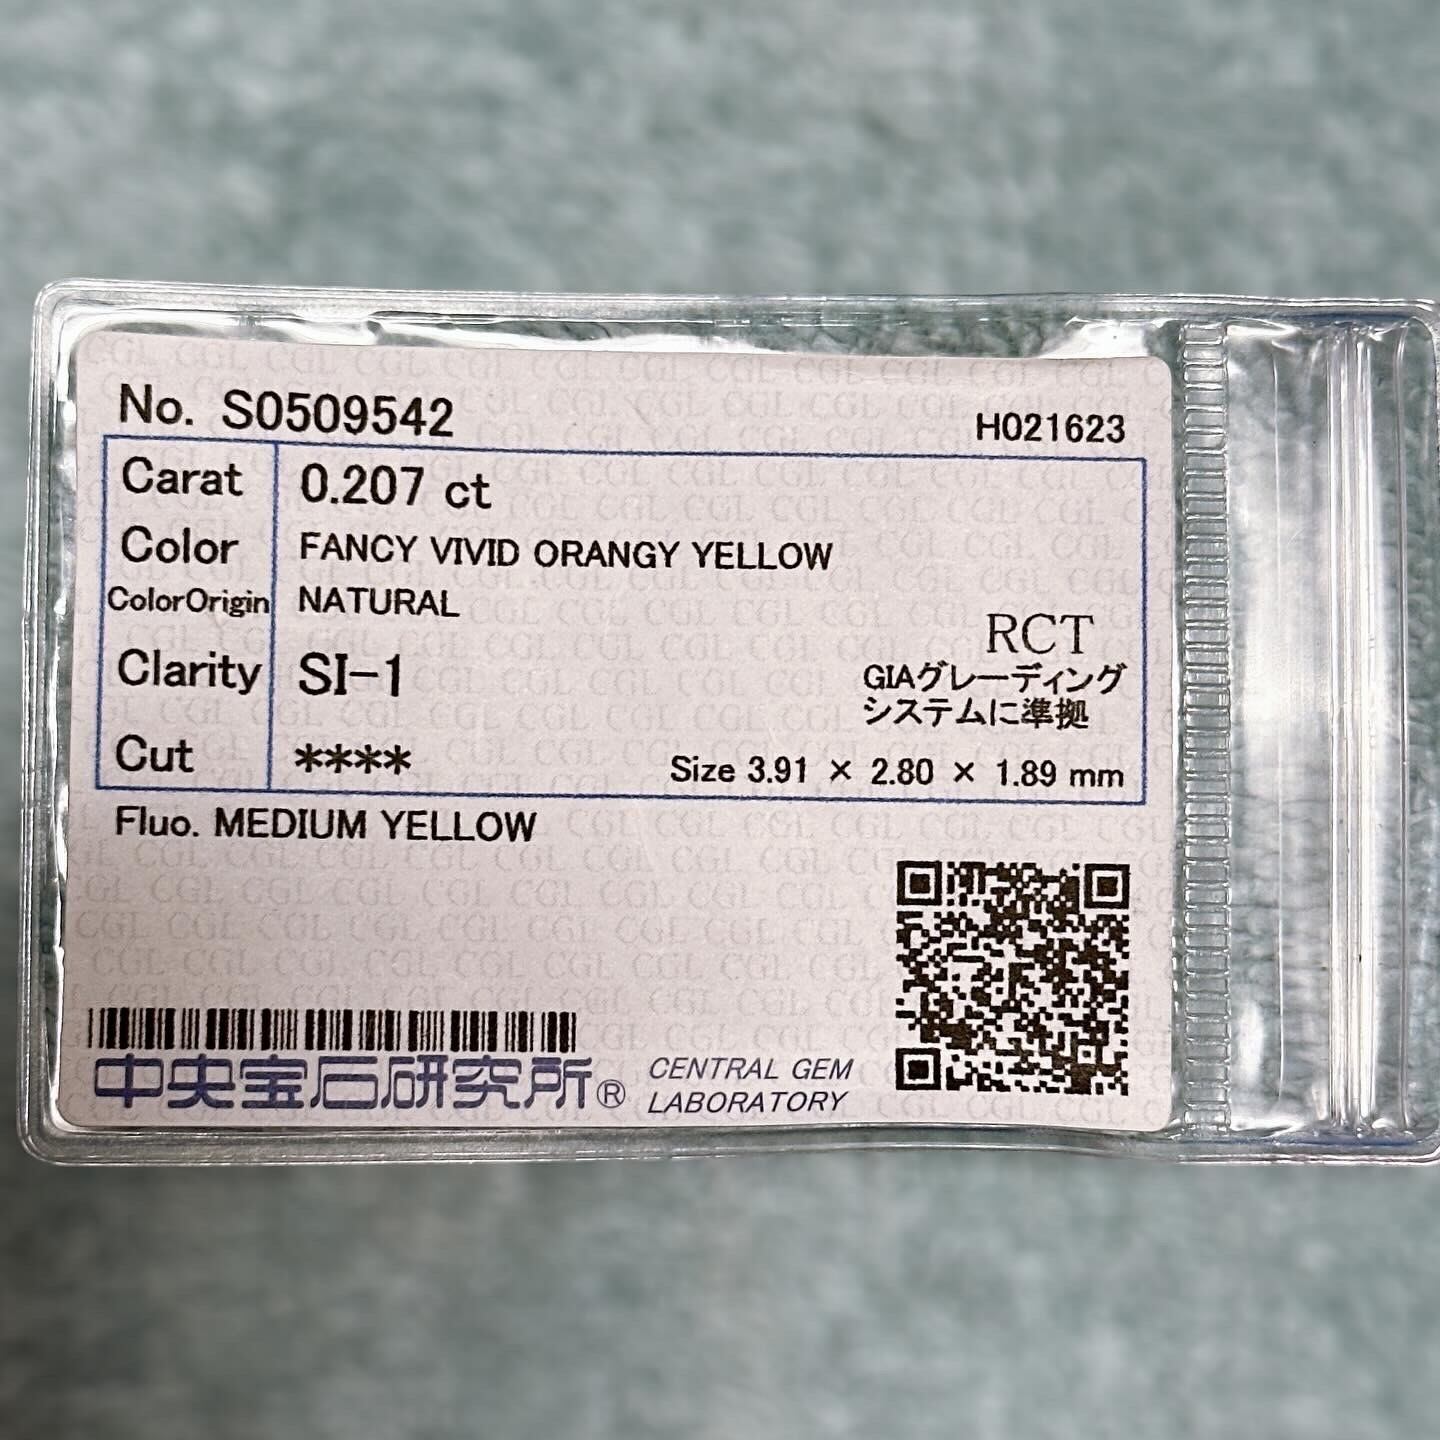 No. S0509542
H021623
Carat 0.207 ct
Color FANCY VIVID ORANGY YELLOW
ColorOrigin NATURAL
RCT
Clarity SI-1
GIAグレーディング
システムに準拠
Cut ****
Size 3.91 × 2.80 × 1.89 mm
Fluo. MEDIUM YELLOW
中央宝石研究所®
CENTRAL GEM
LABORATORY